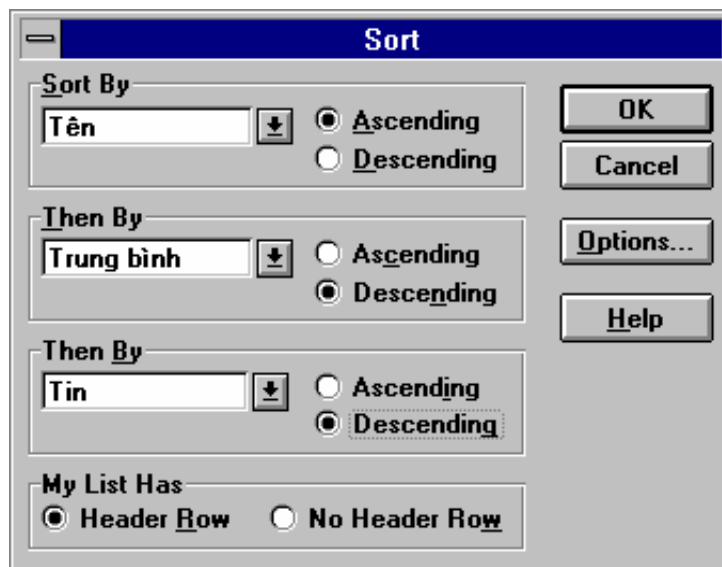 Sort
Sort By
Tên
Ascending
Descending
Then By
Trung bình
Ascending
Descending
Then By
Tin
Ascending
Descending
My List Has
Header Row
No Header Row
OK
Cancel
Options...
Help